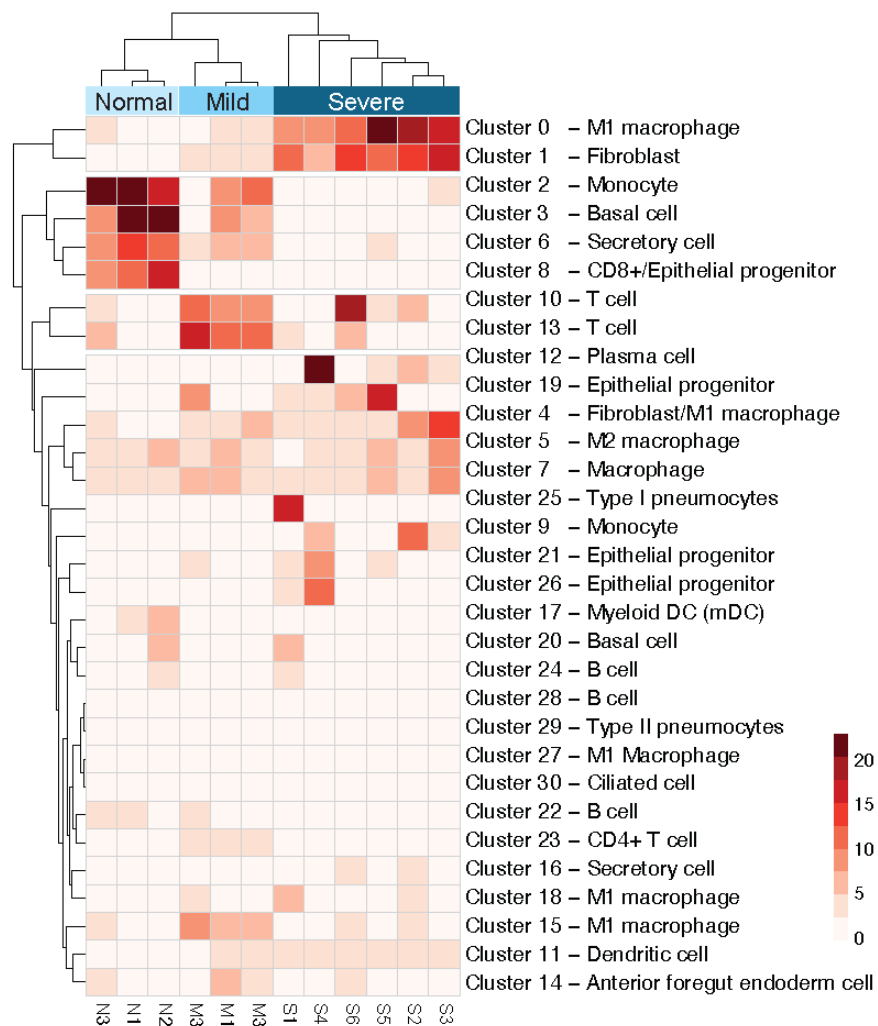 Normal Mild Severe
Cluster 0 – M1 macrophage
Cluster 1 – Fibroblast
Cluster 2 – Monocyte
Cluster 3 – Basal cell
Cluster 6 – Secretory cell
Cluster 8 – CD8+/Epithelial progenitor
Cluster 10 – T cell
Cluster 13 – T cell
Cluster 12 – Plasma cell
Cluster 19 – Epithelial progenitor
Cluster 4 – Fibroblast/M1 macrophage
Cluster 5 – M2 macrophage
Cluster 7 – Macrophage
Cluster 25 – Type I pneumocytes
Cluster 9 – Monocyte
Cluster 21 – Epithelial progenitor
Cluster 26 – Epithelial progenitor
Cluster 17 – Myeloid DC (mDC)
Cluster 20 – Basal cell
Cluster 24 – B cell
Cluster 28 – B cell
Cluster 29 – Type II pneumocytes
Cluster 27 – M1 Macrophage
Cluster 30 – Ciliated cell
Cluster 22 – B cell
Cluster 23 – CD4+ T cell
Cluster 16 – Secretory cell
Cluster 18 – M1 macrophage
Cluster 15 – M1 macrophage
Cluster 11 – Dendritic cell
Cluster 14 – Anterior foregut endoderm cell
20
15
10
5
0
N3 N1 N2 M3 M1 M3 S1 S4 S6 S5 S2 S3